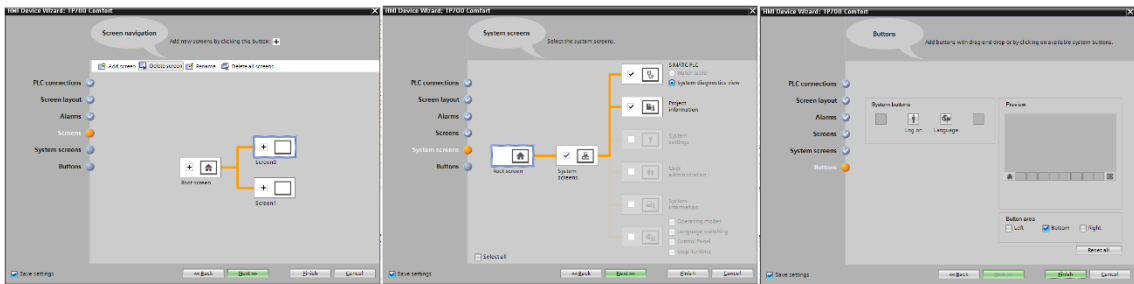 HMI Device Wizard: TP700 Comfort
Screen navigation
Add new screens by clicking this button:
Add screen Delete screen Rename Delete all screens
PLC connections
Screen layout
Alarms
Screens
System screens
Buttons
Root screen
Screen0
Screen1
Save settings
<<Back Next>> Finish Cancel
HMI Device Wizard: TP700 Comfort
System screens
Select the system screens.
PLC connections
Screen layout
Alarms
Screens
System screens
Buttons
Root screen
System screens
SIMATIC PLC
System diagnostics view
Project information
System settings
User administration
System information
Operating modes
Language switching
Control Panel
Stop Runtime
Select all
Save settings
<<Back Next>> Finish Cancel
HMI Device Wizard: TP700 Comfort
Buttons
Add buttons with drag and drop or by clicking on available system buttons.
PLC connections
Screen layout
Alarms
Screens
System screens
Buttons
System buttons
Log on Language
Preview
Button area
Left Bottom Right
Reset all
Save settings
<<Back Next>> Finish Cancel